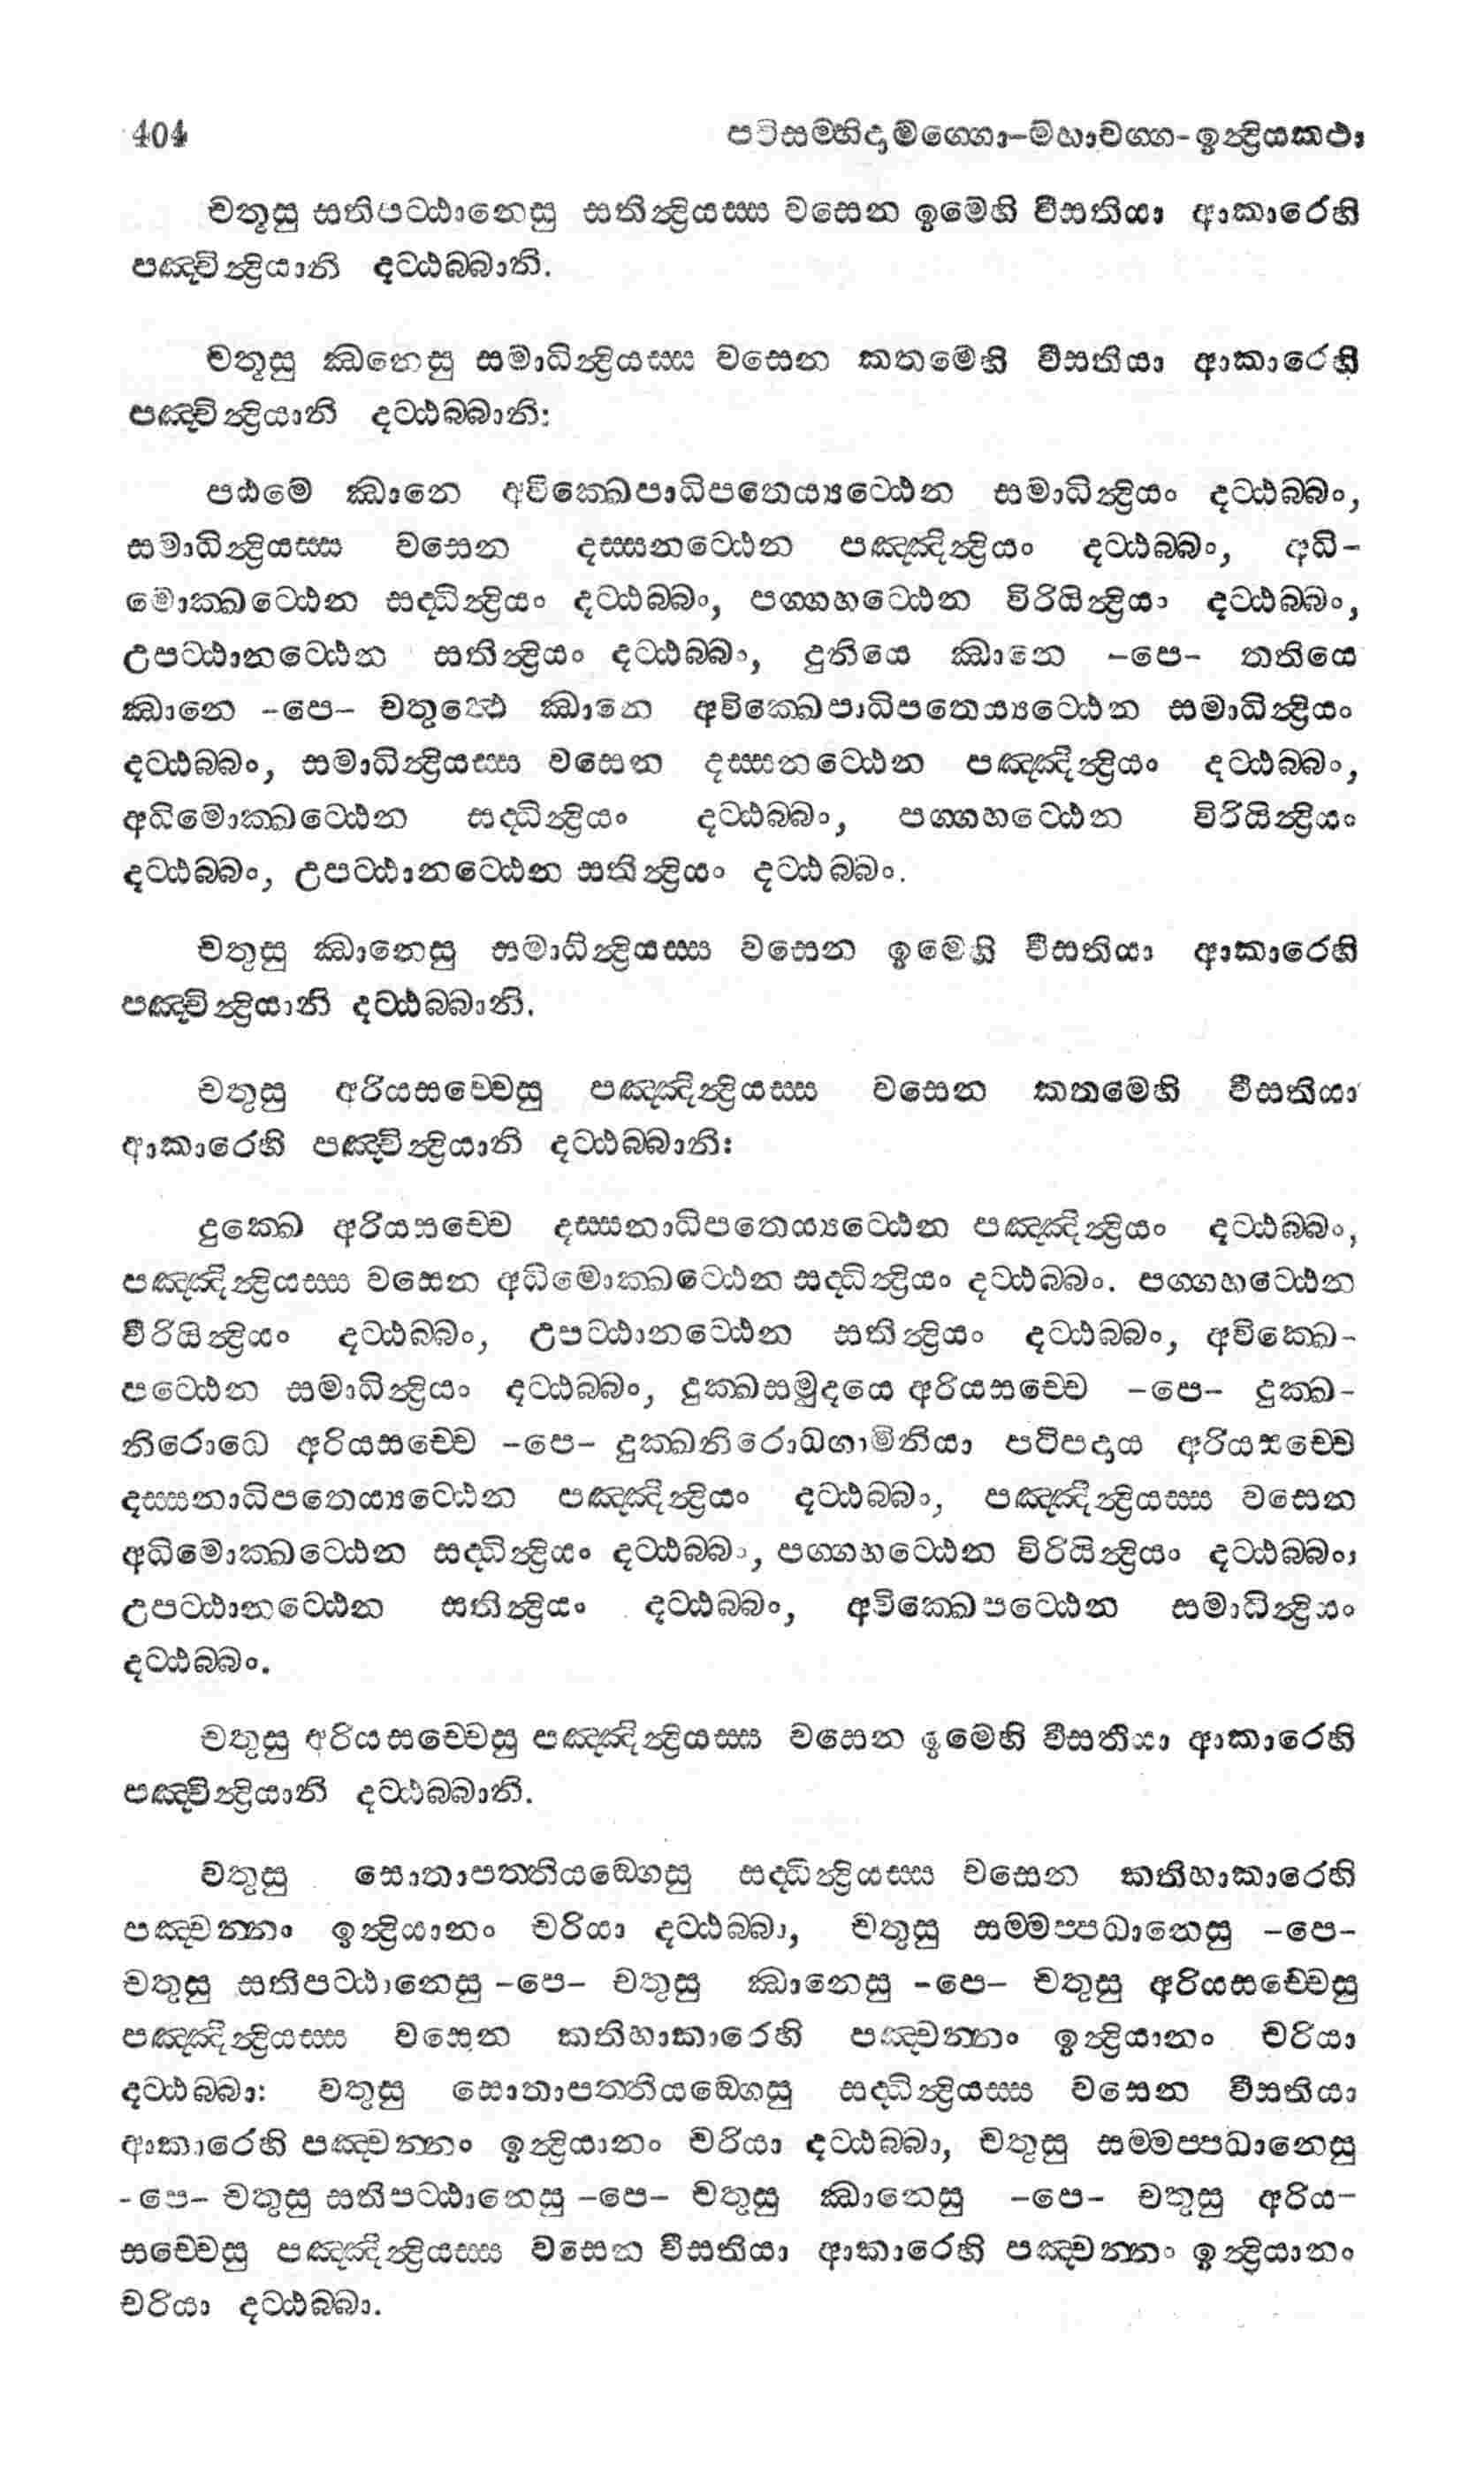 404 පටිසම්භිදාමග්ගො–මහාවග්ග-ඉන්ද්‍රියකථා
චතූසු සතිපට්ඨානෙසු සතින්ද්‍රියස්ස වසෙන ඉමෙහි වීසතියා ආකාරෙහි
පඤ්චින්ද්‍රියානි දට්ඨබ්බානි.
චතූසු ඣානෙසු සමාධින්ද්‍රියස්ස වසෙන කතමෙහි වීසතියා ආකාරෙහි
පඤ්චින්ද්‍රියානි දට්ඨබ්බානි:
පඨමෙ ඣානෙ අවික්ඛෙපාධිපතෙය්‍යට්ඨෙන සමාධින්ද්‍රියං දට්ඨබ්බං,
සමාධින්ද්‍රියස්ස වසෙන දස්සනට්ඨෙන පඤ්ඤින්ද්‍රියං දට්ඨබ්බං, අධි-
මොක්ඛට්ඨෙන සද්ධින්ද්‍රියං දට්ඨබ්බං, පග්ගහට්ඨෙන විරියින්ද්‍රියං දට්ඨබ්බං,
උපට්ඨානට්ඨෙන සතින්ද්‍රියං දට්ඨබ්බං, දුතියෙ ඣානෙ –පෙ– තතියෙ
ඣානෙ –පෙ– චතුත්ථෙ ඣානෙ අවික්ඛෙපාධිපතෙය්‍යට්ඨෙන සමාධින්ද්‍රියං
දට්ඨබ්බං, සමාධින්ද්‍රියස්ස වසෙන දස්සනට්ඨෙන පඤ්ඤින්ද්‍රියං දට්ඨබ්බං,
අධිමොක්ඛට්ඨෙන සද්ධින්ද්‍රියං දට්ඨබ්බං, පග්ගහට්ඨෙන විරියින්ද්‍රියං
දට්ඨබ්බං, උපට්ඨානට්ඨෙන සතින්ද්‍රියං දට්ඨබ්බං.
චතුසු ඣානෙසු සමාධින්ද්‍රියස්ස වසෙන ඉමෙහි වීසතියා ආකාරෙහි
පඤ්චින්ද්‍රියානි දට්ඨබ්බානි.
චතුසු අරියසච්චෙසු පඤ්ඤින්ද්‍රියස්ස වසෙන කතමෙහි වීසතියා
ආකාරෙහි පඤ්චින්ද්‍රියානි දට්ඨබ්බානි:
දුක්ඛෙ අරියසච්චෙ දස්සනාධිපතෙය්‍යට්ඨෙන පඤ්ඤින්ද්‍රියං දට්ඨබ්බං,
පඤ්ඤින්ද්‍රියස්ස වසෙන අධිමොක්ඛට්ඨෙන සද්ධින්ද්‍රියං දට්ඨබ්බං. පග්ගහට්ඨෙන
වීරියින්ද්‍රියං දට්ඨබ්බං, උපට්ඨානට්ඨෙන සතින්ද්‍රියං දට්ඨබ්බං, අවික්ඛෙ-
පට්ඨෙන සමාධින්ද්‍රියං දට්ඨබ්බං, දුක්ඛසමුදයෙ අරියසච්චෙ –පෙ– දුක්ඛ-
නිරොධෙ අරියසච්චෙ –පෙ– දුක්ඛනිරොධගාමිනියා පටිපදාය අරියසච්චෙ
දස්සනාධිපතෙය්‍යට්ඨෙන පඤ්ඤින්ද්‍රියං දට්ඨබ්බං, පඤ්ඤින්ද්‍රියස්ස වසෙන
අධිමොක්ඛට්ඨෙන සද්ධින්ද්‍රියං දට්ඨබ්බං, පග්ගහට්ඨෙන විරියින්ද්‍රියං දට්ඨබ්බං,
උපට්ඨානට්ඨෙන සතින්ද්‍රියං දට්ඨබ්බං, අවික්ඛෙපට්ඨෙන සමාධින්ද්‍රියං
දට්ඨබ්බං.
චතුසු අරියසච්චෙසු පඤ්ඤින්ද්‍රියස්ස වසෙන ඉමෙහි වීසතියා ආකාරෙහි
පඤ්චින්ද්‍රියානි දට්ඨබ්බානි.
චතුසු සොතාපත්තියඞ්ගෙසු සද්ධින්ද්‍රියස්ස වසෙන කතිහාකාරෙහි
පඤ්චන්නං ඉන්ද්‍රියානං චරියා දට්ඨබ්බා, චතුසු සම්මප්පධානෙසු –පෙ–
චතුසු සතිපට්ඨානෙසු –පෙ– චතුසු ඣානෙසු –පෙ– චතුසු අරියසච්චෙසු
පඤ්ඤින්ද්‍රියස්ස වසෙන කතිහාකාරෙහි පඤ්චන්නං ඉන්ද්‍රියානං චරියා
දට්ඨබ්බා: චතුසු සොතාපත්තියඞ්ගෙසු සද්ධින්ද්‍රියස්ස වසෙන වීසතියා
ආකාරෙහි පඤ්චන්නං ඉන්ද්‍රියානං චරියා දට්ඨබ්බා, චතුසු සම්මප්පධානෙසු
-පෙ– චතුසු සතිපට්ඨානෙසු –පෙ– චතුසු ඣානෙසු –පෙ– චතුසු අරිය–
සච්චෙසු පඤ්ඤින්ද්‍රියස්ස වසෙන වීසතියා ආකාරෙහි පඤ්චන්නං ඉන්ද්‍රියානං
චරියා දට්ඨබ්බා.